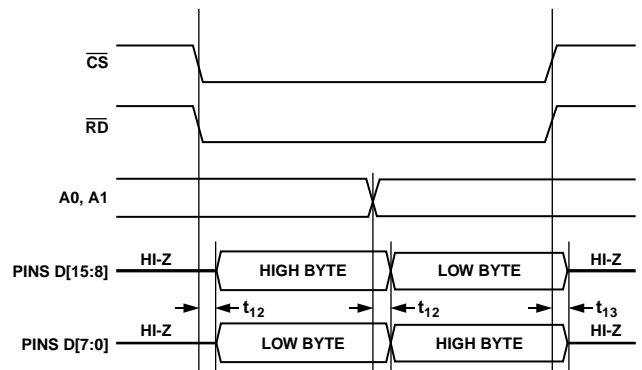 CS
RD
A0, A1
PINS D[15:8] HI-Z HIGH BYTE LOW BYTE HI-Z
t12 t12 t13
PINS D[7:0] HI-Z LOW BYTE HIGH BYTE HI-Z